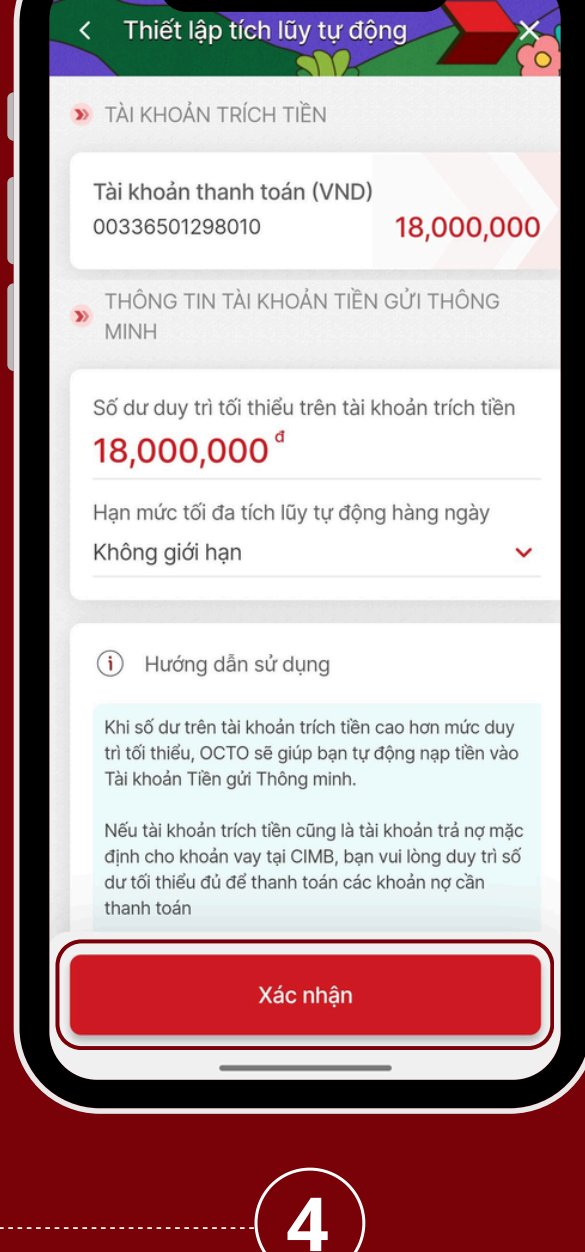 Thiết lập tích lũy tự động
TÀI KHOẢN TRÍCH TIỀN
Tài khoản thanh toán (VND)
00336501298010
18,000,000
THÔNG TIN TÀI KHOẢN TIỀN GỬI THÔNG
MINH
Số dư duy trì tối thiểu trên tài khoản trích tiền
18,000,000 đ
Hạn mức tối đa tích lũy tự động hàng ngày
Không giới hạn
Hướng dẫn sử dụng
Khi số dư trên tài khoản trích tiền cao hơn mức duy
trì tối thiểu, OCTO sẽ giúp bạn tự động nạp tiền vào
Tài khoản Tiền gửi Thông minh.
Nếu tài khoản trích tiền cũng là tài khoản trả nợ mặc
định cho khoản vay tại CIMB, bạn vui lòng duy trì số
dư tối thiểu đủ để thanh toán các khoản nợ cần
thanh toán
Xác nhận
4